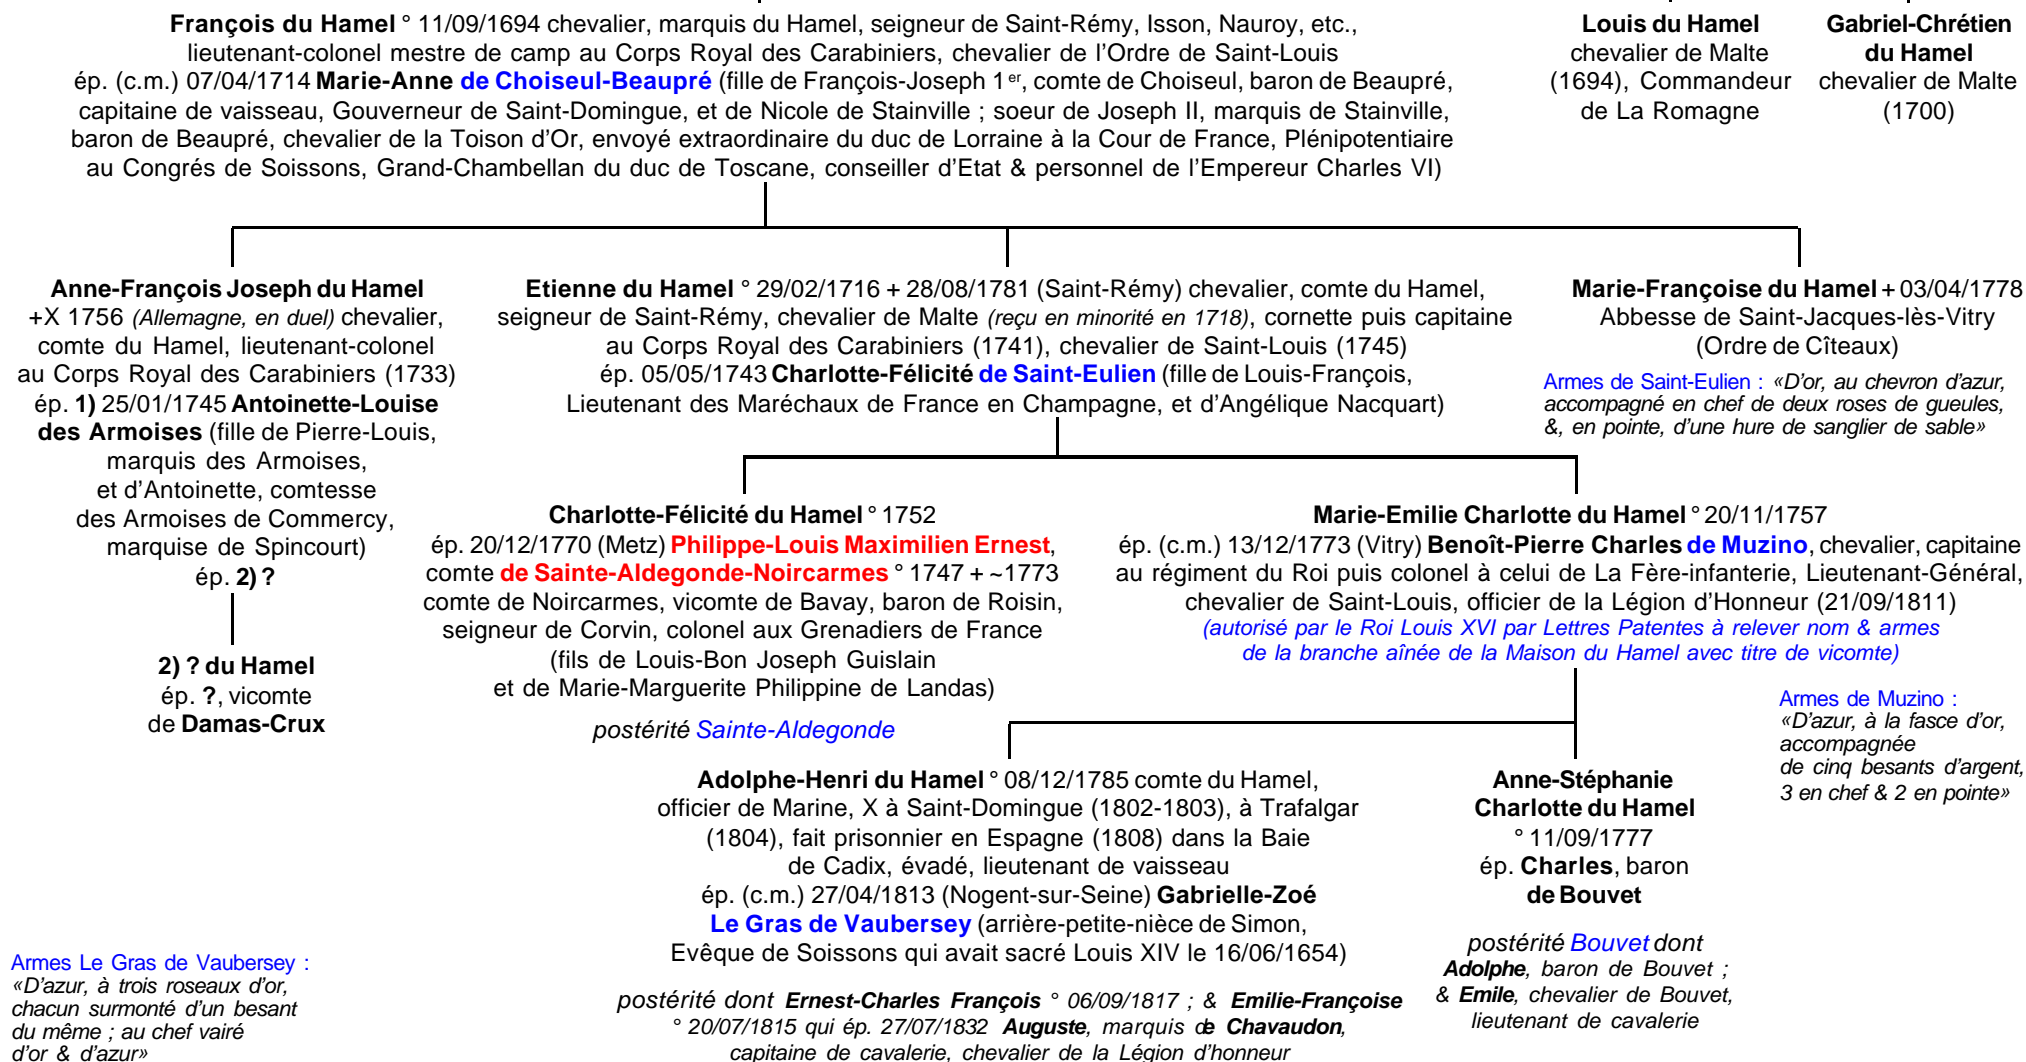 François du Hamel ° 11/09/1694 chevalier, marquis du Hamel, seigneur de Saint-Rémy, Isson, Nauroy, etc.,
lieutenant-colonel mestre de camp au Corps Royal des Carabiniers, chevalier de l’Ordre de Saint-Louis
ép. (c.m.) 07/04/1714 Marie-Anne de Choiseul-Beaupré (fille de François-Joseph 1er, comte de Choiseul, baron de Beaupré,
capitaine de vaisseau, Gouverneur de Saint-Domingue, et de Nicole de Stainville ; soeur de Joseph II, marquis de Stainville,
baron de Beaupré, chevalier de la Toison d’Or, envoyé extraordinaire du duc de Lorraine à la Cour de France, Plénipotentiaire
au Congrés de Soissons, Grand-Chambellan du duc de Toscane, conseiller d’Etat & personnel de l’Empereur Charles VI)
Louis du Hamel
chevalier de Malte
(1694), Commandeur
de La Romagne
Gabriel-Chrétien
du Hamel
chevalier de Malte
(1700)
Anne-François Joseph du Hamel
+X 1756 (Allemagne, en duel) chevalier,
comte du Hamel, lieutenant-colonel
au Corps Royal des Carabiniers (1733)
ép. 1) 25/01/1745 Antoinette-Louise
des Armoises (fille de Pierre-Louis,
marquis des Armoises,
et d’Antoinette, comtesse
des Armoises de Commercy,
marquise de Spincourt)
ép. 2) ?
2) ? du Hamel
ép. ?, vicomte
de Damas-Crux
Etienne du Hamel ° 29/02/1716 + 28/08/1781 (Saint-Rémy) chevalier, comte du Hamel,
seigneur de Saint-Rémy, chevalier de Malte (reçu en minorité en 1718), cornette puis capitaine
au Corps Royal des Carabiniers (1741), chevalier de Saint-Louis (1745)
ép. 05/05/1743 Charlotte-Félicité de Saint-Eulien (fille de Louis-François,
Lieutenant des Maréchaux de France en Champagne, et d’Angélique Nacquart)
Marie-Françoise du Hamel + 03/04/1778
Abbesse de Saint-Jacques-lès-Vitry
(Ordre de Cîteaux)
Armes de Saint-Eulien : «D’or, au chevron d’azur,
accompagné en chef de deux roses de gueules,
&, en pointe, d’une hure de sanglier de sable»
Charlotte-Félicité du Hamel ° 1752
ép. 20/12/1770 (Metz) Philippe-Louis Maximilien Ernest,
comte de Sainte-Aldegonde-Noircarmes ° 1747 + ~1773
comte de Noircarmes, vicomte de Bavay, baron de Roisin,
seigneur de Corvin, colonel aux Grenadiers de France
(fils de Louis-Bon Joseph Guislain
et de Marie-Marguerite Philippine de Landas)
postérité Sainte-Aldegonde
Marie-Emilie Charlotte du Hamel ° 20/11/1757
ép. (c.m.) 13/12/1773 (Vitry) Benoît-Pierre Charles de Muzino, chevalier, capitaine
au régiment du Roi puis colonel à celui de La Fère-infanterie, Lieutenant-Général,
chevalier de Saint-Louis, officier de la Légion d’Honneur (21/09/1811)
(autorisé par le Roi Louis XVI par Lettres Patentes à relever nom & armes
de la branche aînée de la Maison du Hamel avec titre de vicomte)
Armes de Muzino :
«D’azur, à la fasce d’or,
accompagnée
de cinq besants d’argent,
3 en chef & 2 en pointe»
Adolphe-Henri du Hamel ° 08/12/1785 comte du Hamel,
officier de Marine, X à Saint-Domingue (1802-1803), à Trafalgar
(1804), fait prisonnier en Espagne (1808) dans la Baie
de Cadix, évadé, lieutenant de vaisseau
ép. (c.m.) 27/04/1813 (Nogent-sur-Seine) Gabrielle-Zoé
Le Gras de Vaubersey (arrière-petite-nièce de Simon,
Evêque de Soissons qui avait sacré Louis XIV le 16/06/1654)
postérité dont Ernest-Charles François ° 06/09/1817 ; & Emilie-Françoise
° 20/07/1815 qui ép. 27/07/1832 Auguste, marquis de Chavaudon,
capitaine de cavalerie, chevalier de la Légion d’honneur
Anne-Stéphanie
Charlotte du Hamel
° 11/09/1777
ép. Charles, baron
de Bouvet
postérité Bouvet dont
Adolphe, baron de Bouvet ;
& Emile, chevalier de Bouvet,
lieutenant de cavalerie
Armes Le Gras de Vaubersey :
«D’azur, à trois roseaux d’or,
chacun surmonté d’un besant
du même ; au chef vairé
d’or & d’azur»